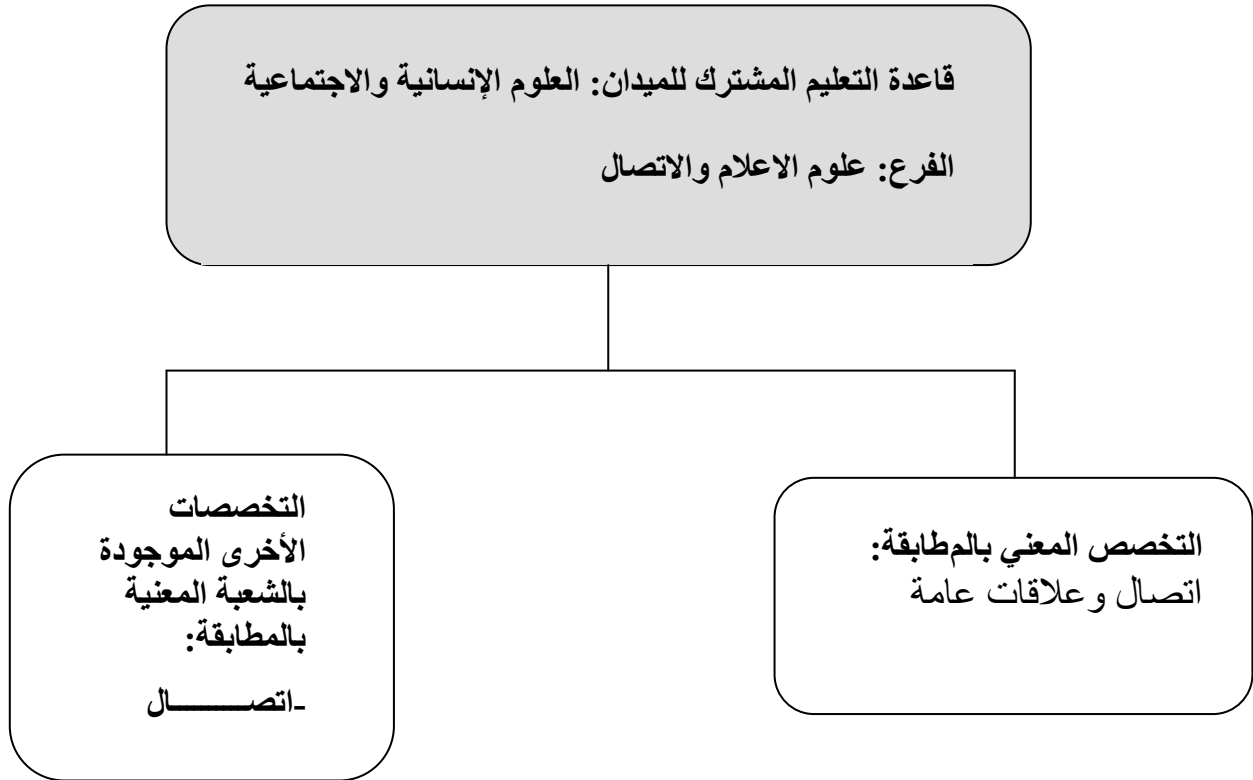 قاعدة التعليم المشترك للميدان: العلوم الإنسانية والاجتماعية
الفرع: علوم الاعلام والاتصال
التخصص المعني بالمطابقة:
اتصال وعلاقات عامة
التخصصات
الأخرى الموجودة
بالشعبة المعنية
بالمطابقة:
-اتصـــــــال